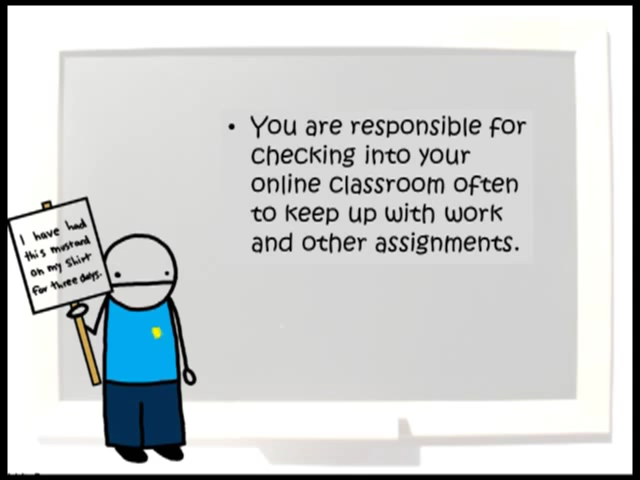 • You are responsible for
checking into your
online classroom often
to keep up with work
and other assignments.
I have had
this mustard
on my shirt
for three days.